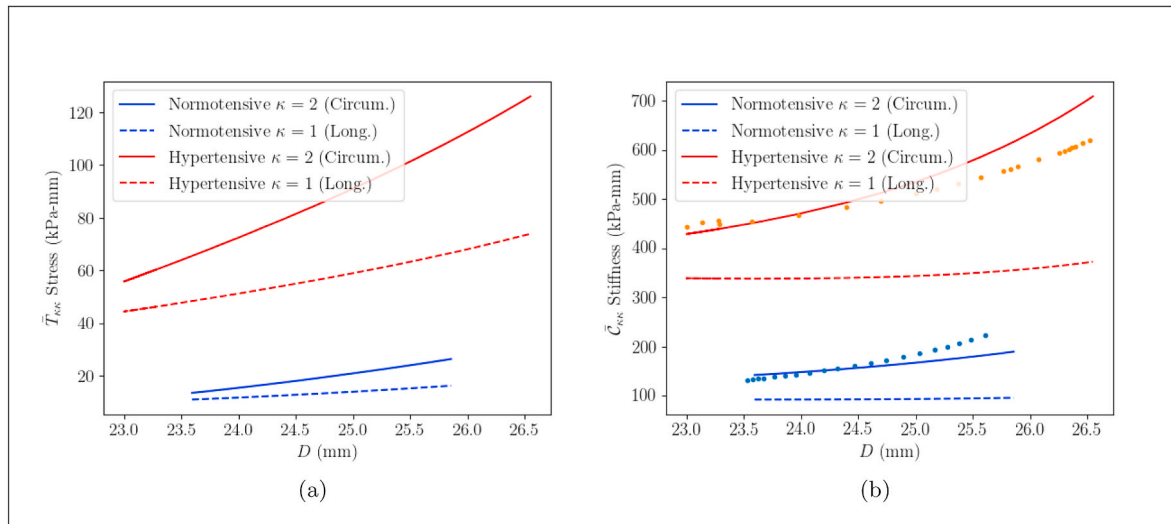 Normotensive κ = 2 (Circum.)
Normotensive κ = 1 (Long.)
Hypertensive κ = 2 (Circum.)
Hypertensive κ = 1 (Long.)
120
100
80
60
40
20
T̄κκ Stress (kPa-mm)
23.0 23.5 24.0 24.5 25.0 25.5 26.0 26.5
D (mm)
(a)
Normotensive κ = 2 (Circum.)
Normotensive κ = 1 (Long.)
Hypertensive κ = 2 (Circum.)
Hypertensive κ = 1 (Long.)
700
600
500
400
300
200
100
C̄κκ Stiffness (kPa-mm)
23.0 23.5 24.0 24.5 25.0 25.5 26.0 26.5
D (mm)
(b)